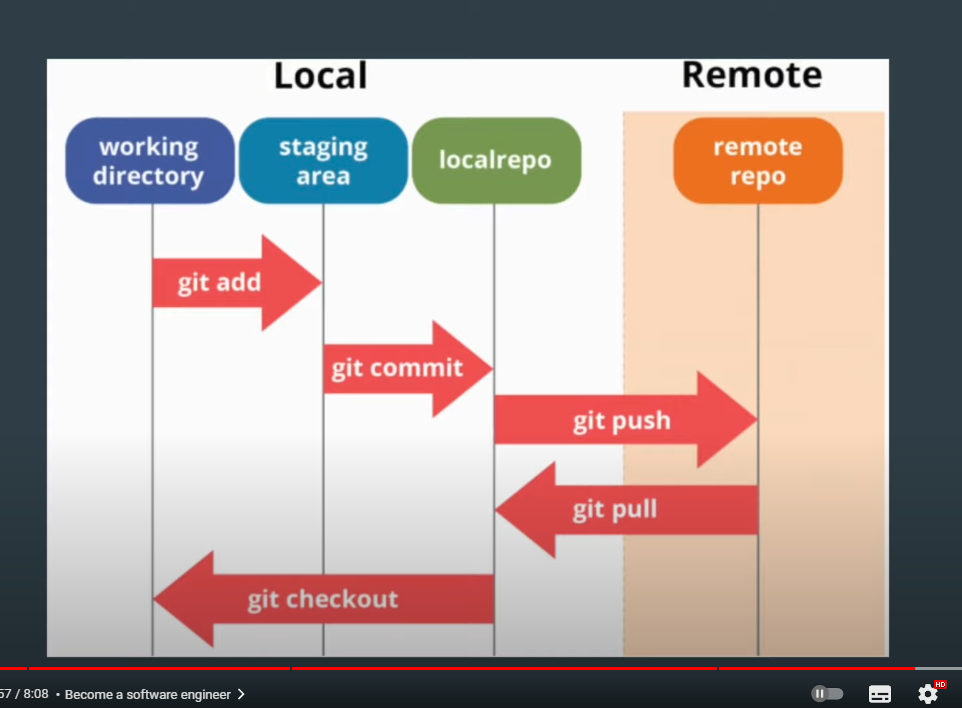 Local
Remote
working
directory
staging
area
localrepo
remote
repo
git add
git commit
git push
git pull
git checkout
57 / 8:08 • Become a software engineer
HD